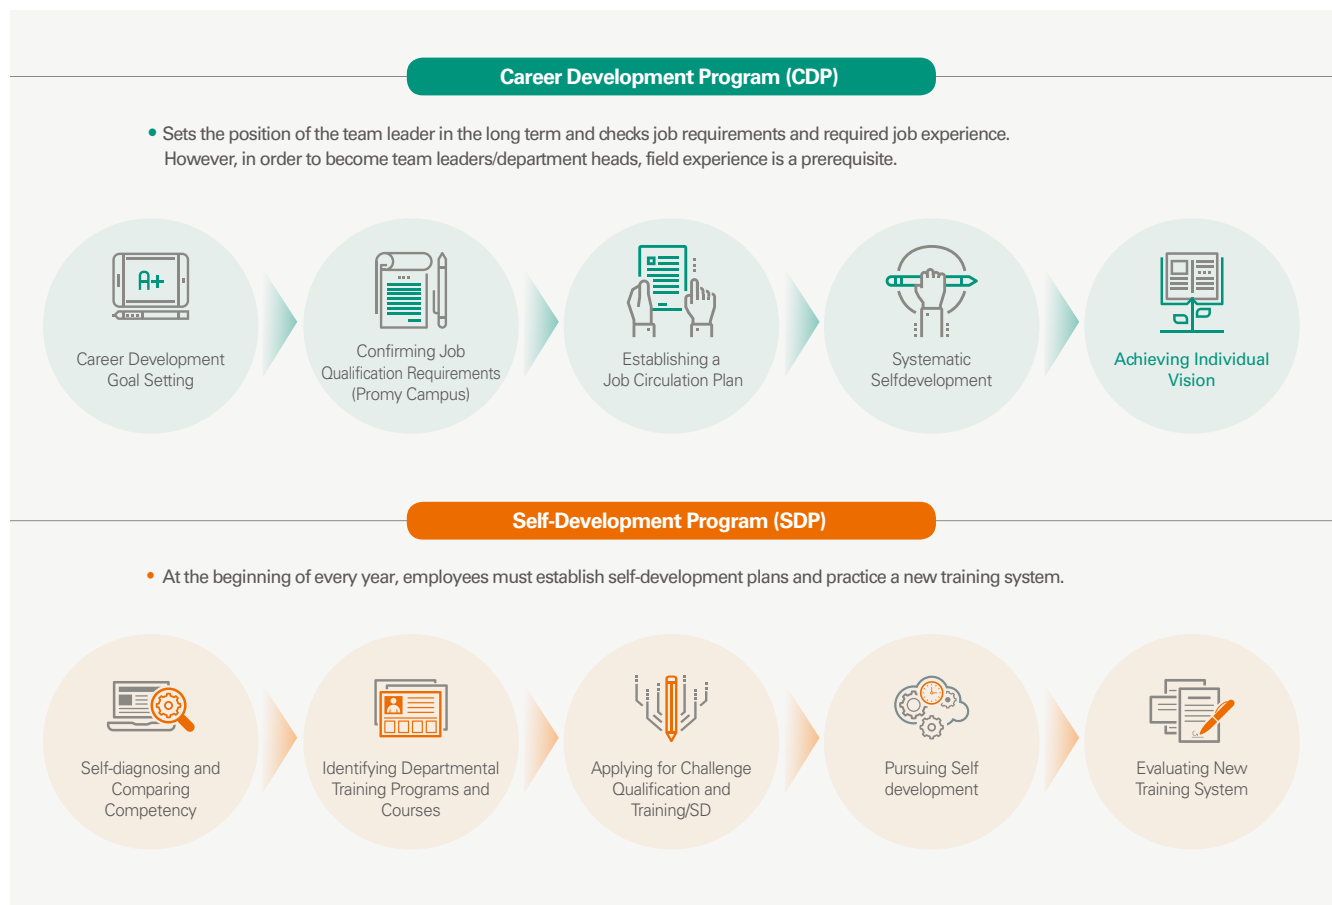 Career Development Program (CDP)
• Sets the position of the team leader in the long term and checks job requirements and required job experience.
However, in order to become team leaders/department heads, field experience is a prerequisite.
A+
Career Development
Goal Setting
Confirming Job
Qualification Requirements
(Promy Campus)
Establishing a
Job Circulation Plan
Systematic
Selfdevelopment
Achieving Individual
Vision
Self-Development Program (SDP)
• At the beginning of every year, employees must establish self-development plans and practice a new training system.
Self-diagnosing and
Comparing
Competency
Identifying Departmental
Training Programs and
Courses
Applying for Challenge
Qualification and
Training/SD
Pursuing Self
development
Evaluating New
Training System